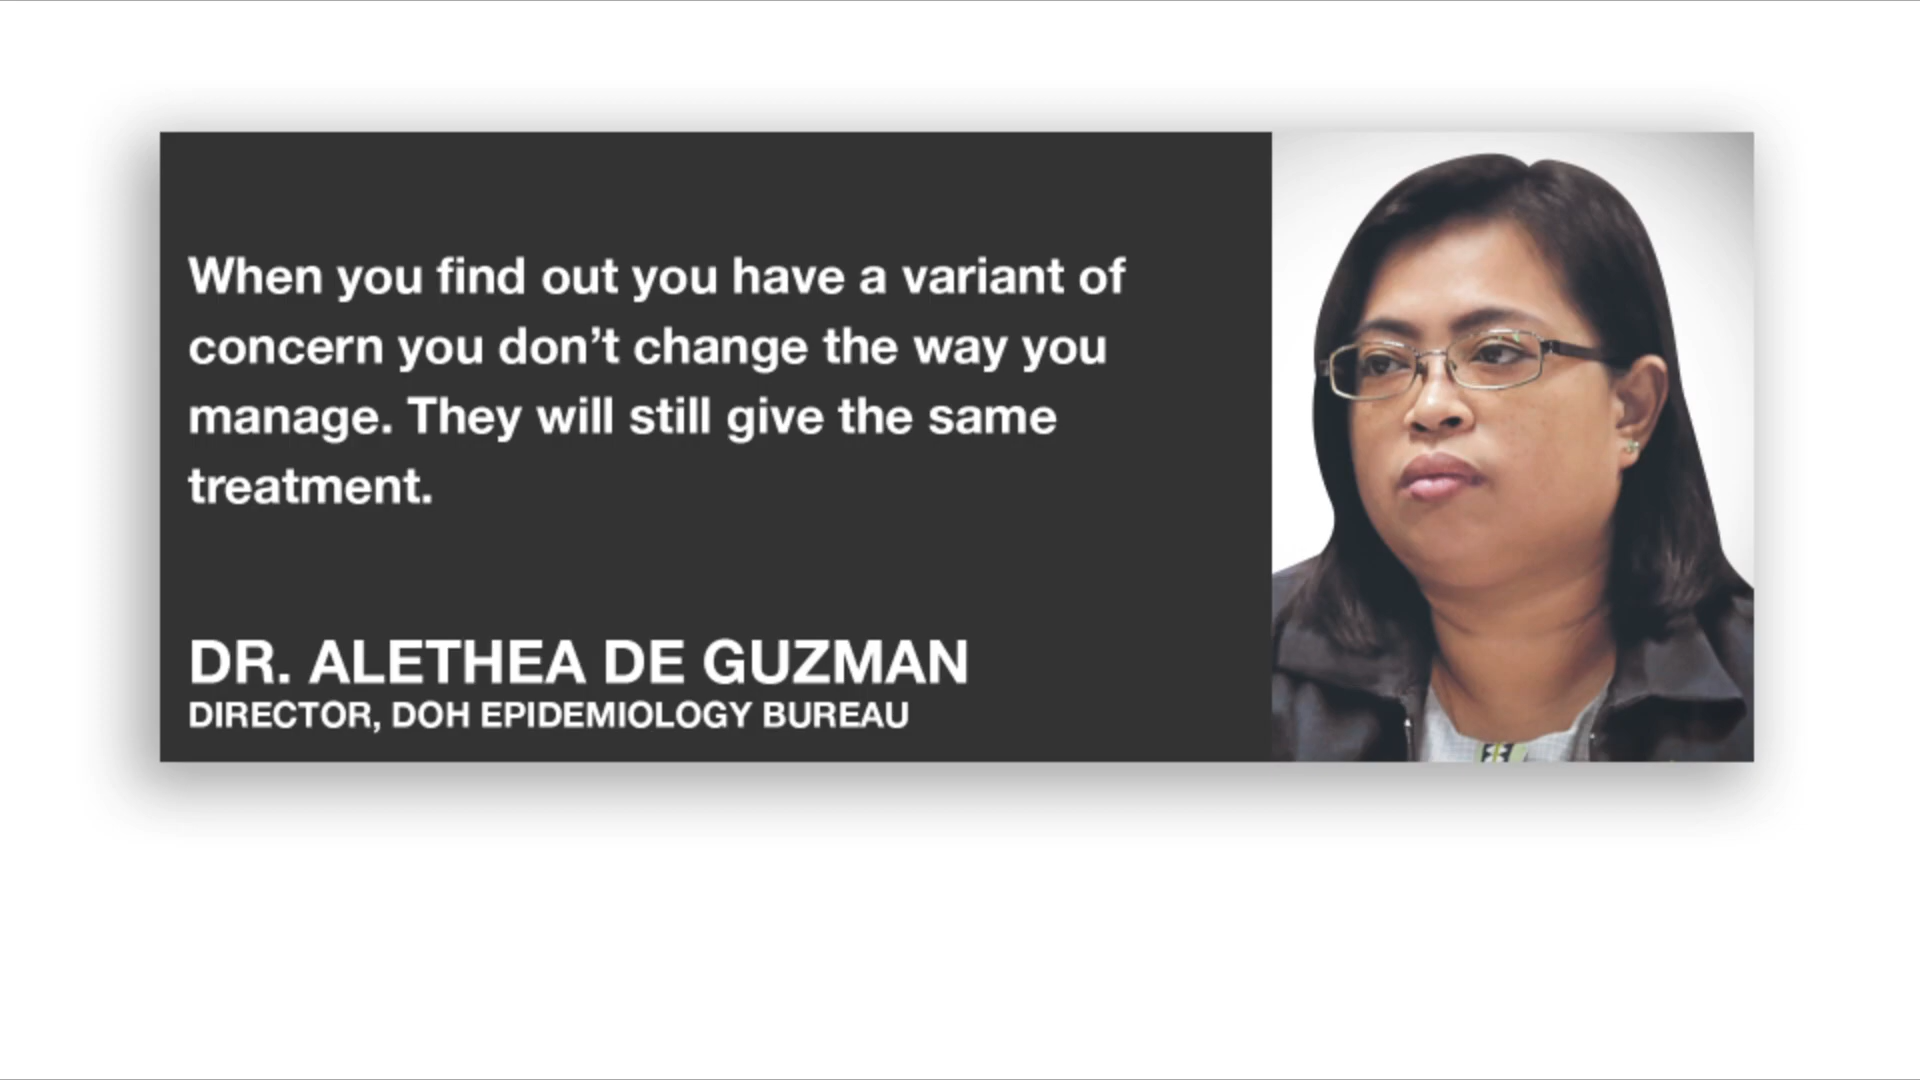 When you find out you have a variant of
concern you don’t change the way you
manage. They will still give the same
treatment.
DR. ALETHEA DE GUZMAN
DIRECTOR, DOH EPIDEMIOLOGY BUREAU